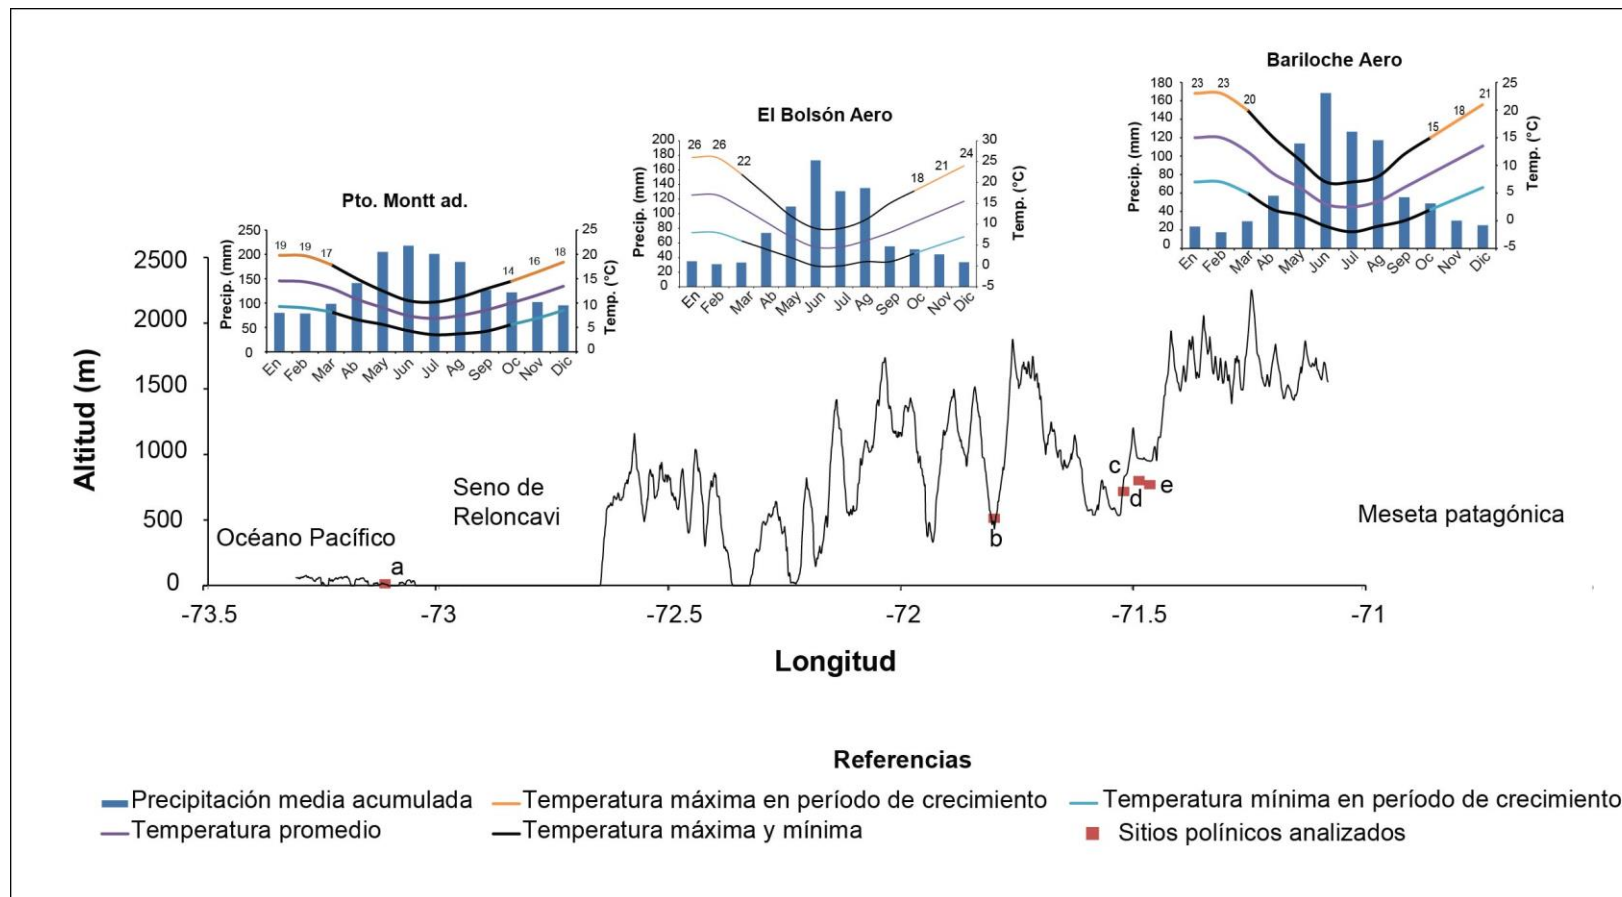 Bariloche Aero
180
160
140
120
100
80
60
40
20
0
Precip. (mm)
23
23
20
15
18
21
25
20
15
10
5
0
-5
Temp. (°C)
En
Feb
Mar
Ab
May
Jun
Jul
Ag
Sep
Oc
Nov
Dic
El Bolsón Aero
200
180
160
140
120
100
80
60
40
20
0
Precip. (mm)
26
26
22
18
21
24
30
25
20
15
10
5
0
-5
Temp. (°C)
En
Feb
Mar
Ab
May
Jun
Jul
Ag
Sep
Oc
Nov
Dic
Pto. Montt ad.
250
200
150
100
50
0
Precip. (mm)
19
19
17
14
16
18
25
20
15
10
5
0
Temp. (°C)
En
Feb
Mar
Ab
May
Jun
Jul
Ag
Sep
Oc
Nov
Dic
Altitud (m)
2500
2000
1500
1000
500
0
Océano Pacífico
Seno de
Reloncavi
Meseta patagónica
a
b
c
d
e
-73.5
-73
-72.5
-72
-71.5
-71
Longitud
Referencias
Precipitación media acumulada
Temperatura máxima en período de crecimiento
Temperatura mínima en período de crecimiento
Temperatura promedio
Temperatura máxima y mínima
Sitios polínicos analizados